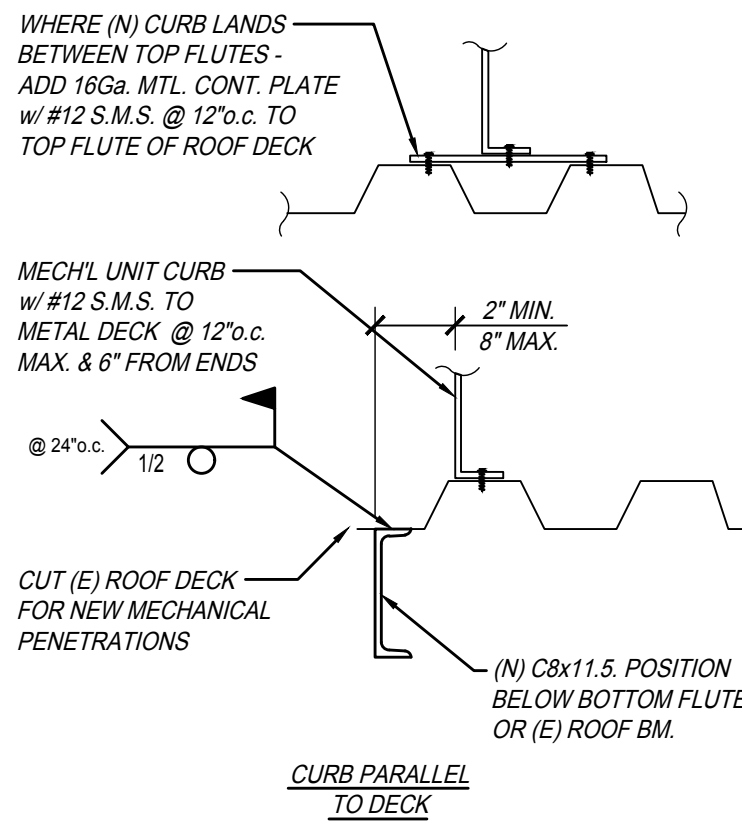 WHERE (N) CURB LANDS
BETWEEN TOP FLUTES -
ADD 16Ga. MTL. CONT. PLATE
w/ #12 S.M.S. @ 12"o.c. TO
TOP FLUTE OF ROOF DECK
MECH'L UNIT CURB
w/ #12 S.M.S. TO
METAL DECK @ 12"o.c.
MAX. & 6" FROM ENDS
2" MIN.
8" MAX.
@ 24"o.c.
1/2
CUT (E) ROOF DECK
FOR NEW MECHANICAL
PENETRATIONS
(N) C8x11.5. POSITION
BELOW BOTTOM FLUTE
OR (E) ROOF BM.
CURB PARALLEL
TO DECK